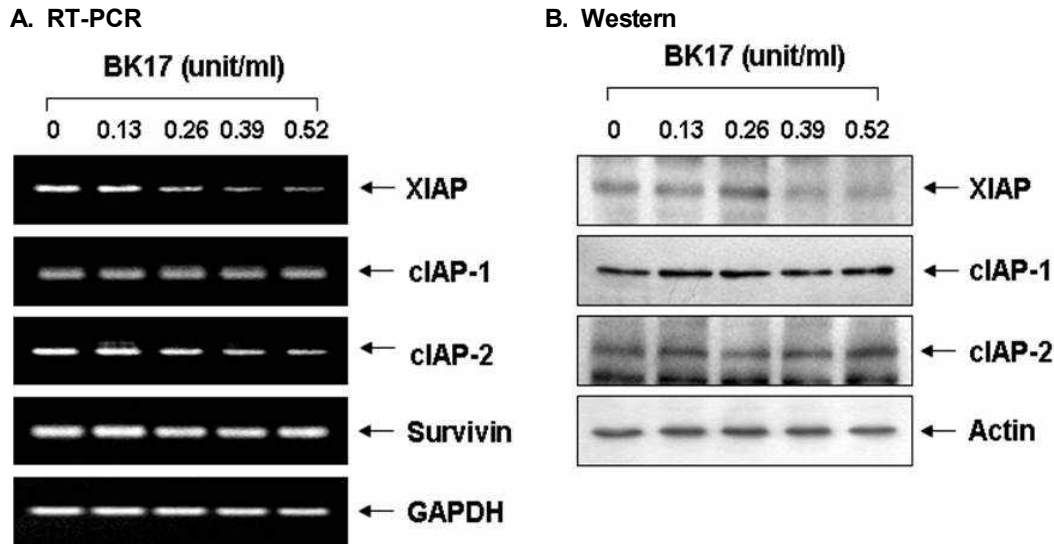 A. RT-PCR
BK17 (unit/ml)
0 0.13 0.26 0.39 0.52
XIAP
cIAP-1
cIAP-2
Survivin
GAPDH
B. Western
BK17 (unit/ml)
0 0.13 0.26 0.39 0.52
XIAP
cIAP-1
cIAP-2
Actin